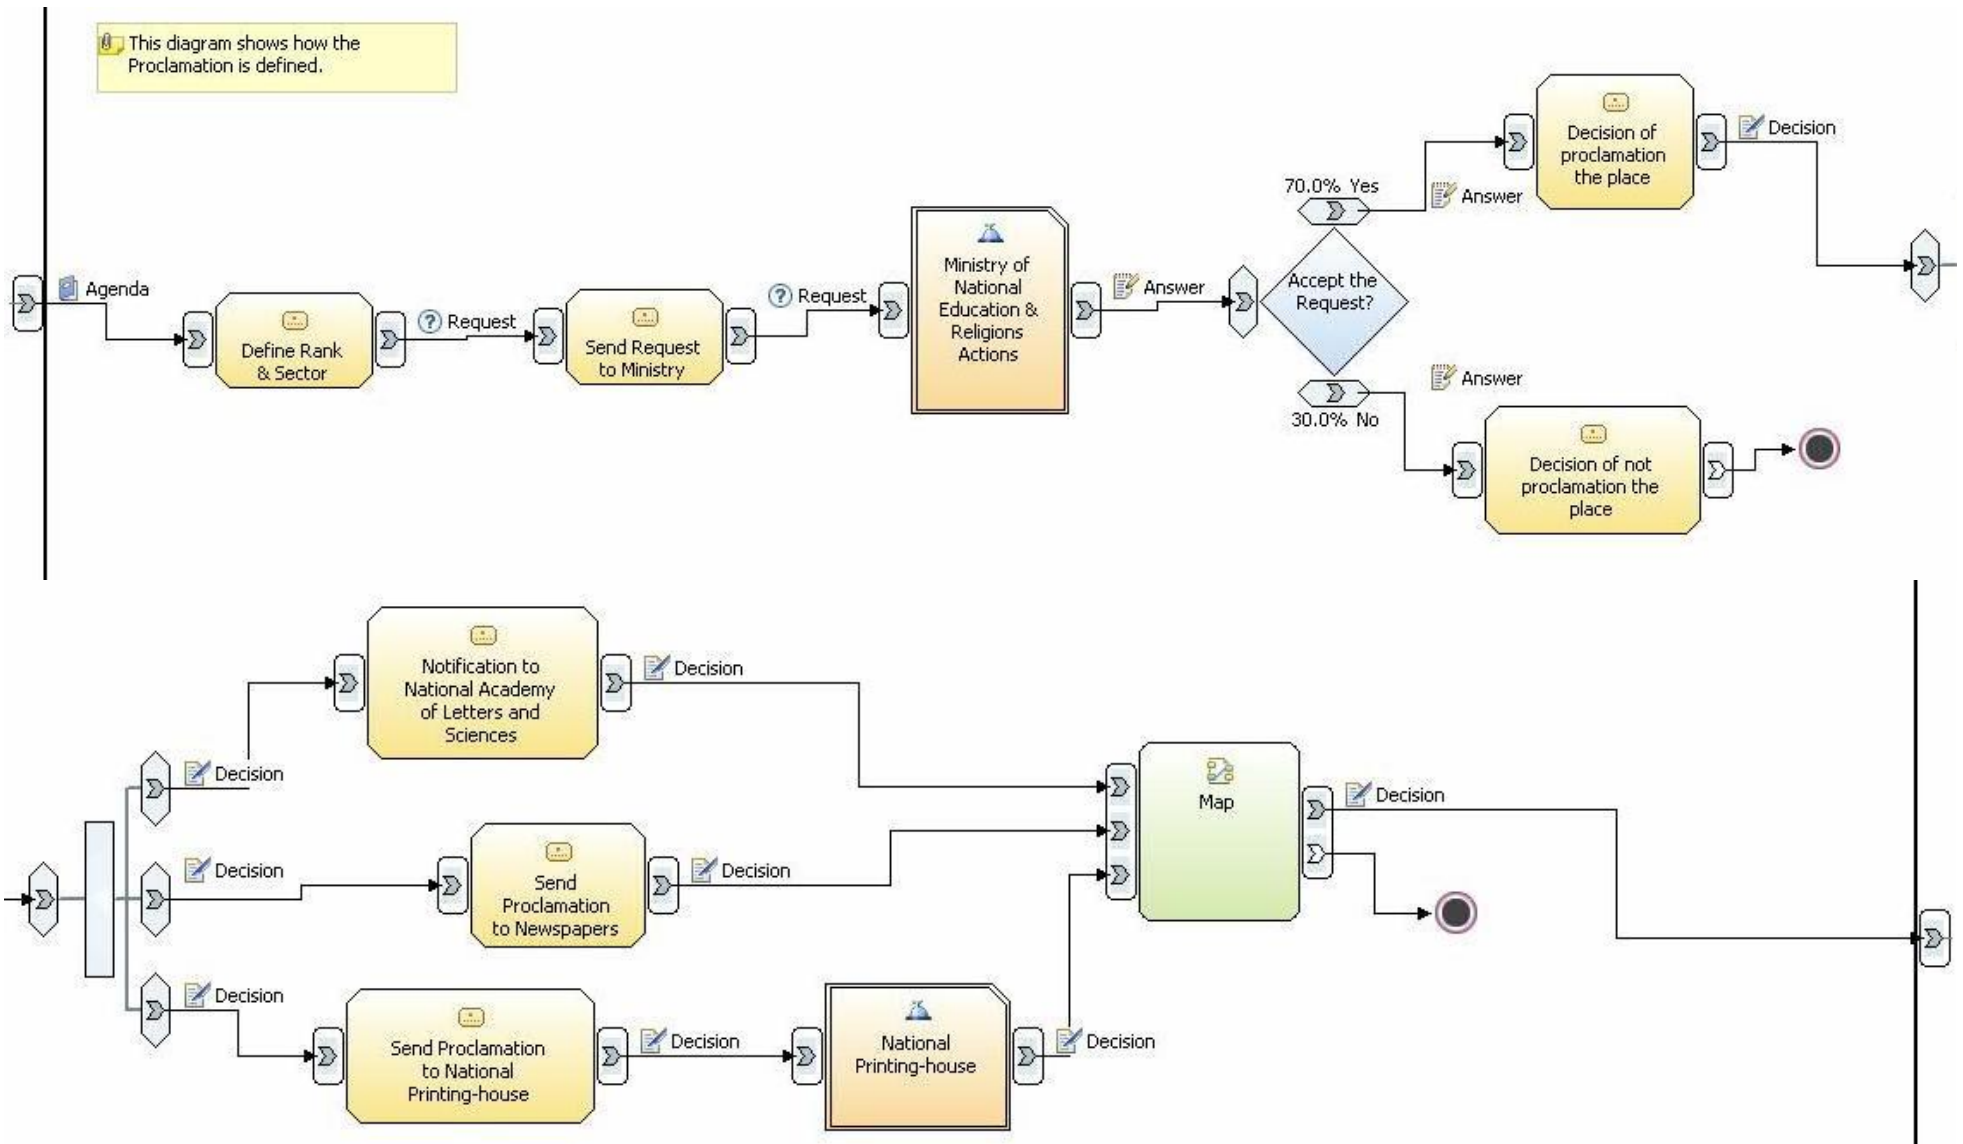 This diagram shows how the
Proclamation is defined.
Agenda
Define Rank
& Sector
Request
Send Request
to Ministry
Request
Ministry of
National
Education &
Religions
Actions
Answer
Accept the
Request?
70.0% Yes
Answer
Decision of
proclamation
the place
Decision
30.0% No
Answer
Decision of not
proclamation the
place
Decision
Notification to
National Academy
of Letters and
Sciences
Decision
Decision
Send
Proclamation
to Newspapers
Decision
Decision
Send Proclamation
to National
Printing-house
Decision
National
Printing-house
Decision
Map
Decision